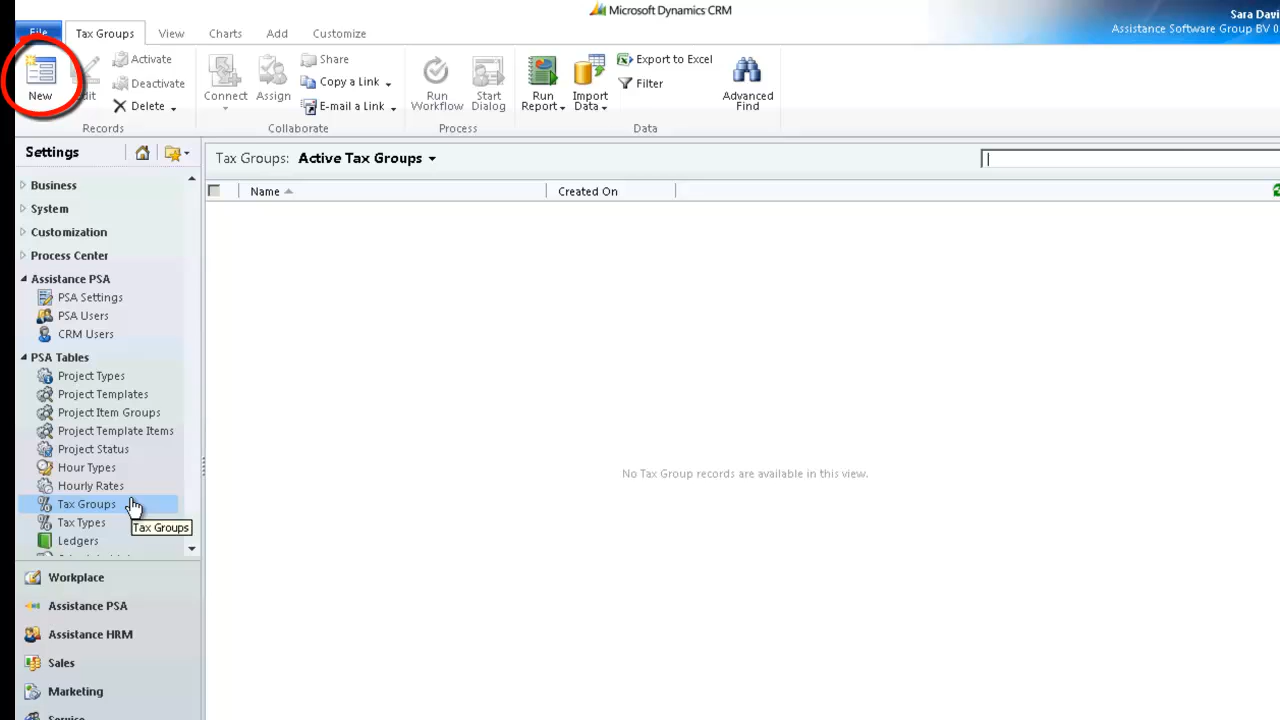 Microsoft Dynamics CRM
Sara Davi
Assistance Software Group BV 0
File Tax Groups View Charts Add Customize
New
Edit
Activate
Deactivate
Delete
Records
Connect
Assign
Share
Copy a Link
E-mail a Link
Collaborate
Run Workflow
Start Dialog
Process
Run Report
Import Data
Export to Excel
Filter
Advanced Find
Data
Settings
Tax Groups: Active Tax Groups
Name Created On
Business
System
Customization
Process Center
Assistance PSA
PSA Settings
PSA Users
CRM Users
PSA Tables
Project Types
Project Templates
Project Item Groups
Project Template Items
Project Status
Hour Types
Hourly Rates
Tax Groups
Tax Types
Tax Groups
Ledgers
No Tax Group records are available in this view.
Workplace
Assistance PSA
Assistance HRM
Sales
Marketing
Service